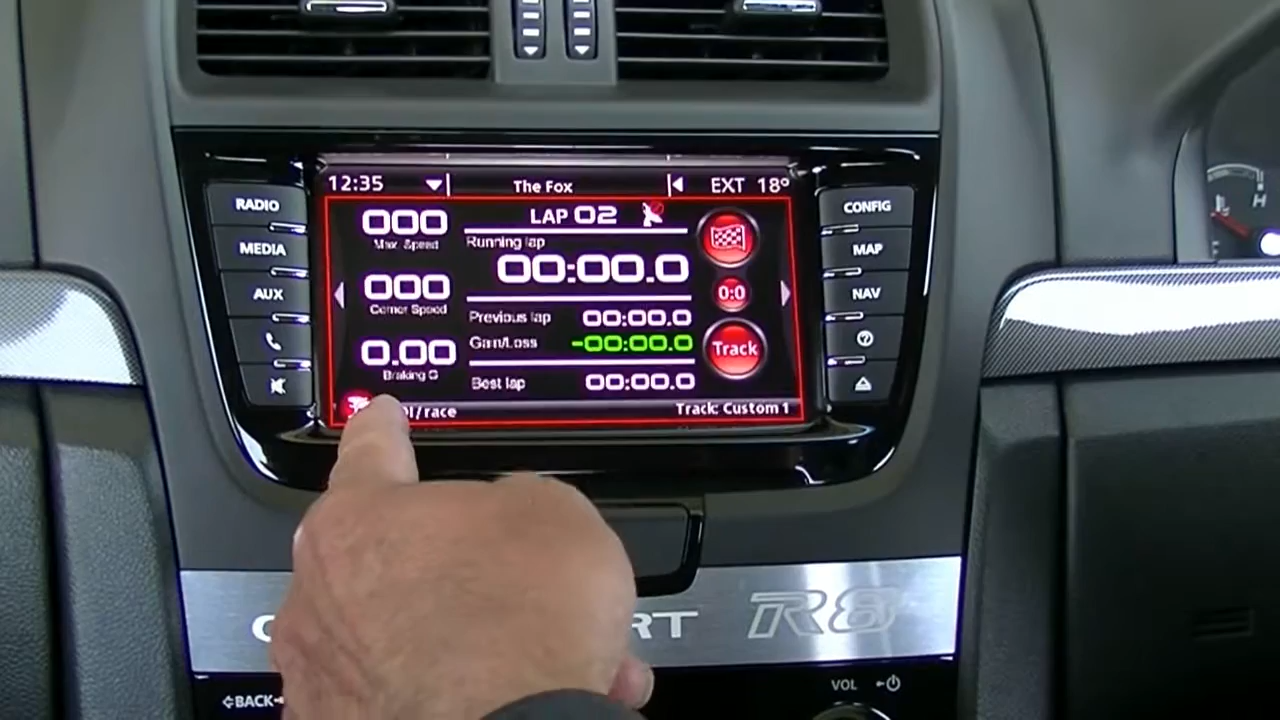 RADIO
MEDIA
AUX
12:35
The Fox
EXT 18°
000
Max. Speed
000
Corner Speed
0.00
Braking G
LAP 02
Running lap
00:00.0
Previous lap 00:00.0
Gain/Loss -00:00.0
Best lap 00:00.0
0:0
Track
/race
Track: Custom 1
CONFIG
MAP
NAV
H
R8
BACK
VOL